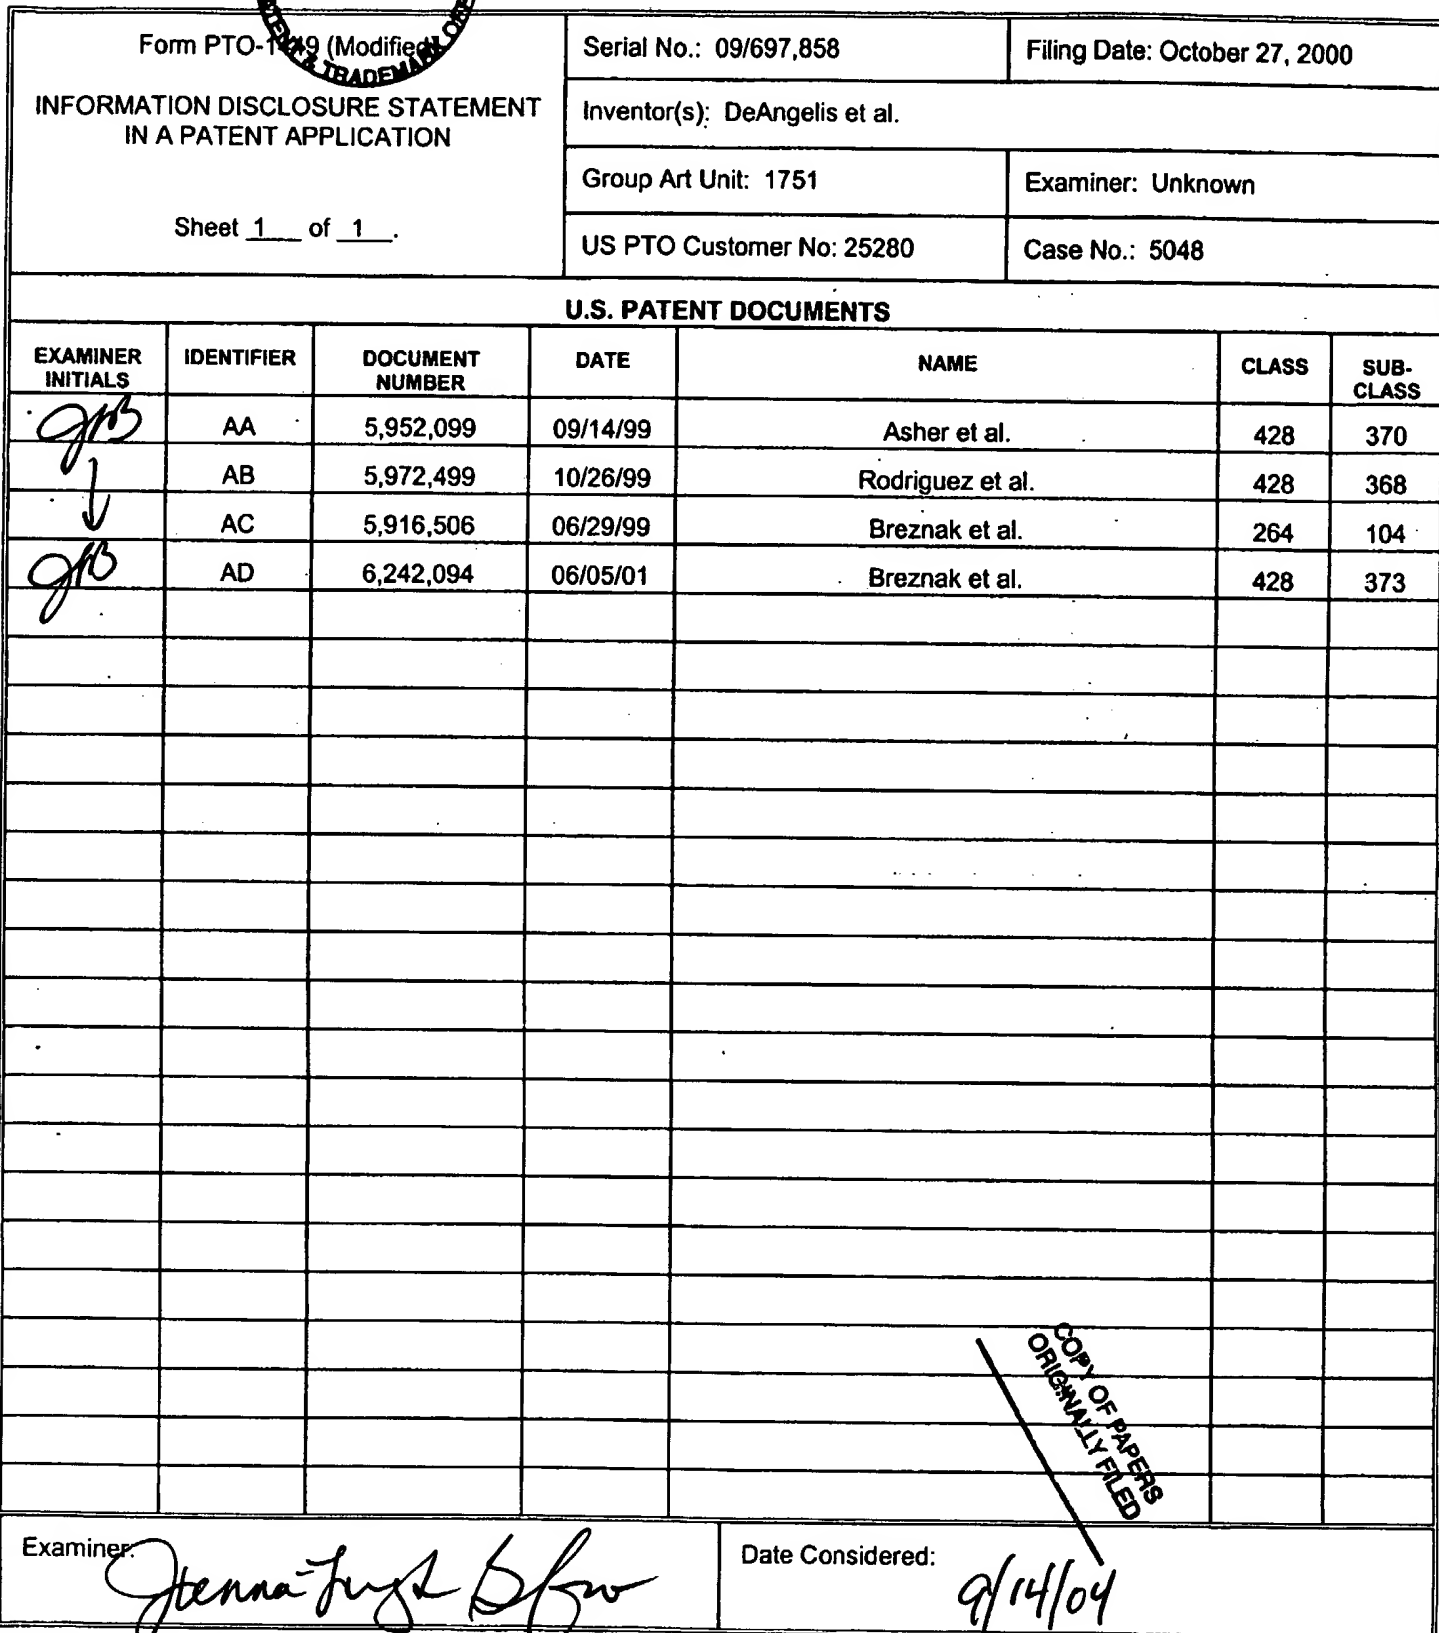 Form PTO-1449 (Modified)
INFORMATION DISCLOSURE STATEMENT
IN A PATENT APPLICATION
Sheet 1 of 1.
Serial No.: 09/697,858
Filing Date: October 27, 2000
Inventor(s): DeAngelis et al.
Group Art Unit: 1751
Examiner: Unknown
US PTO Customer No: 25280
Case No.: 5048
& TRADEMARK
U.S. PATENT DOCUMENTS
EXAMINER INITIALS IDENTIFIER DOCUMENT NUMBER DATE NAME CLASS SUB-CLASS
AA 5,952,099 09/14/99 Asher et al. 428 370
AB 5,972,499 10/26/99 Rodriguez et al. 428 368
AC 5,916,506 06/29/99 Breznak et al. 264 104
AD 6,242,094 06/05/01 Breznak et al. 428 373
COPY OF PAPERS
ORIGINALLY FILED
Examiner:
Date Considered: 9/14/04